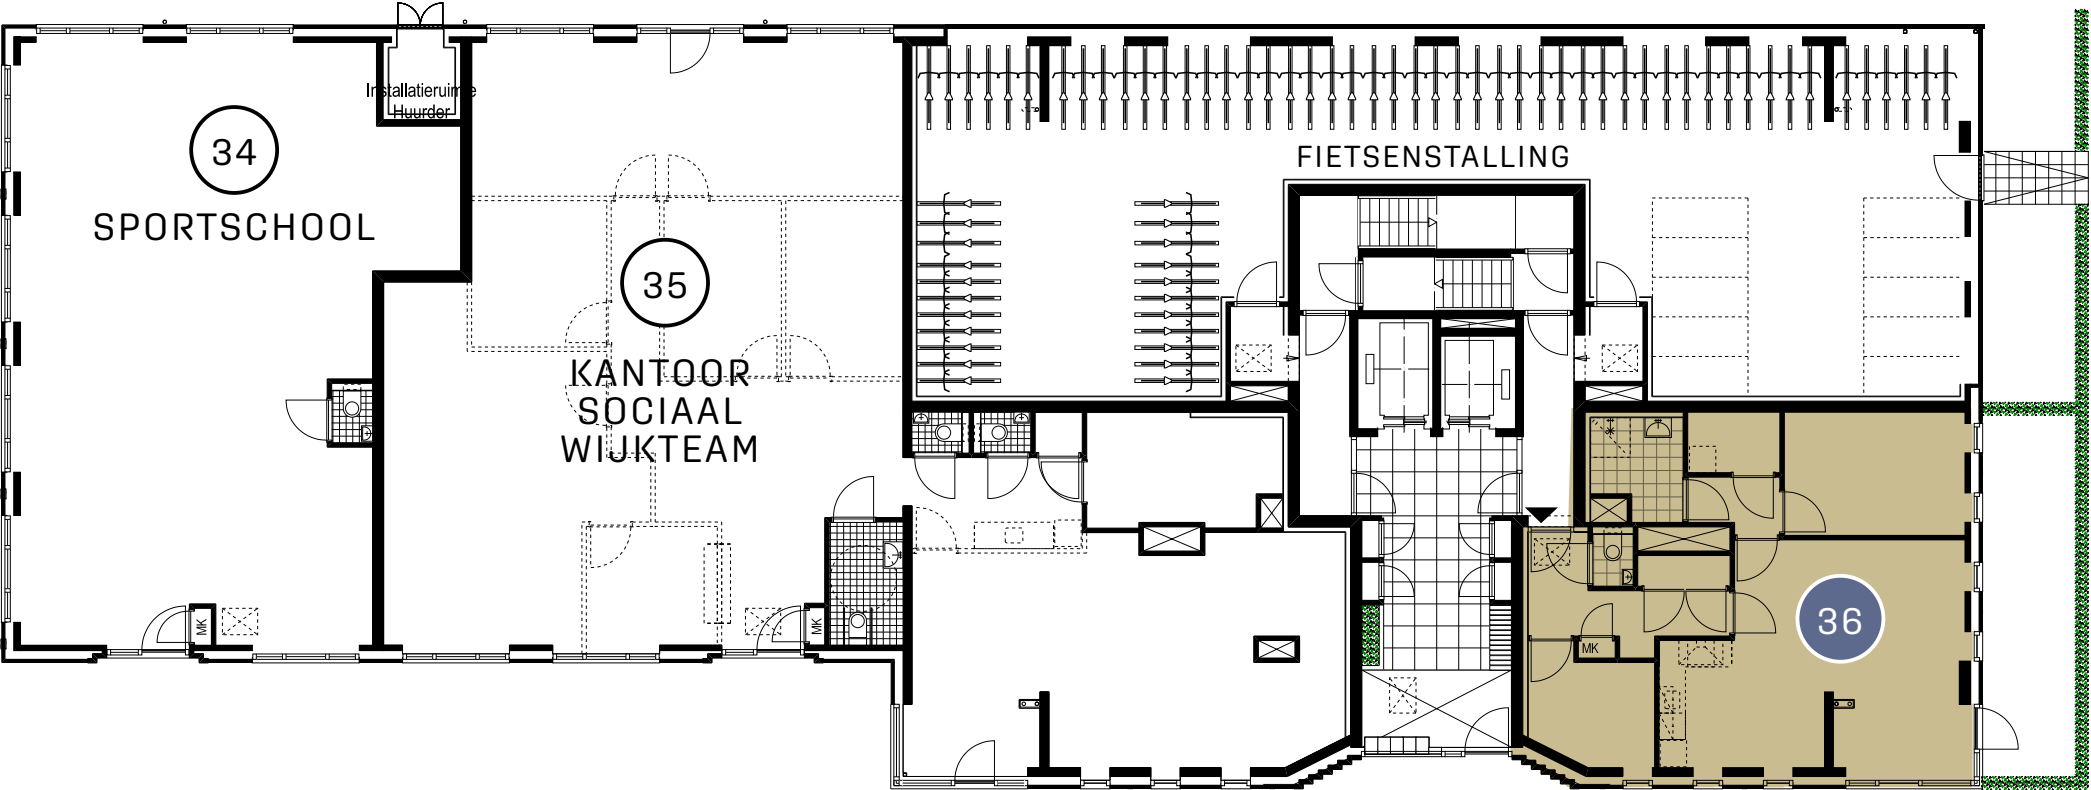 Installatieruimte
Huurder
34
SPORTSCHOOL
35
KANTOOR
SOCIAAL
WIJKTEAM
FIETSENSTALLING
36
MK
MK
MK